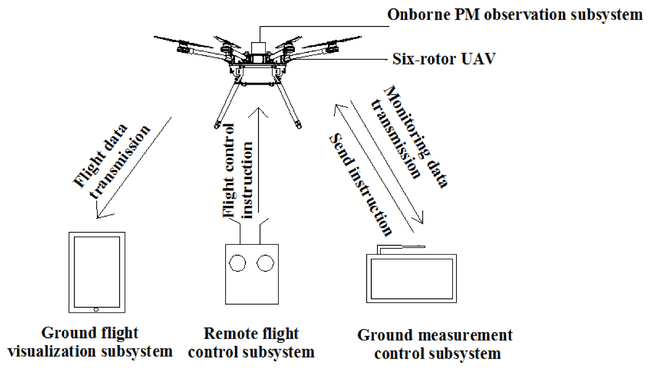 Onborne PM observation subsystem
Six-rotor UAV
Flight data
transmission
Flight control
instruction
Monitoring data
transmission
Send instruction
Ground flight
visualization subsystem
Remote flight
control subsystem
Ground measurement
control subsystem